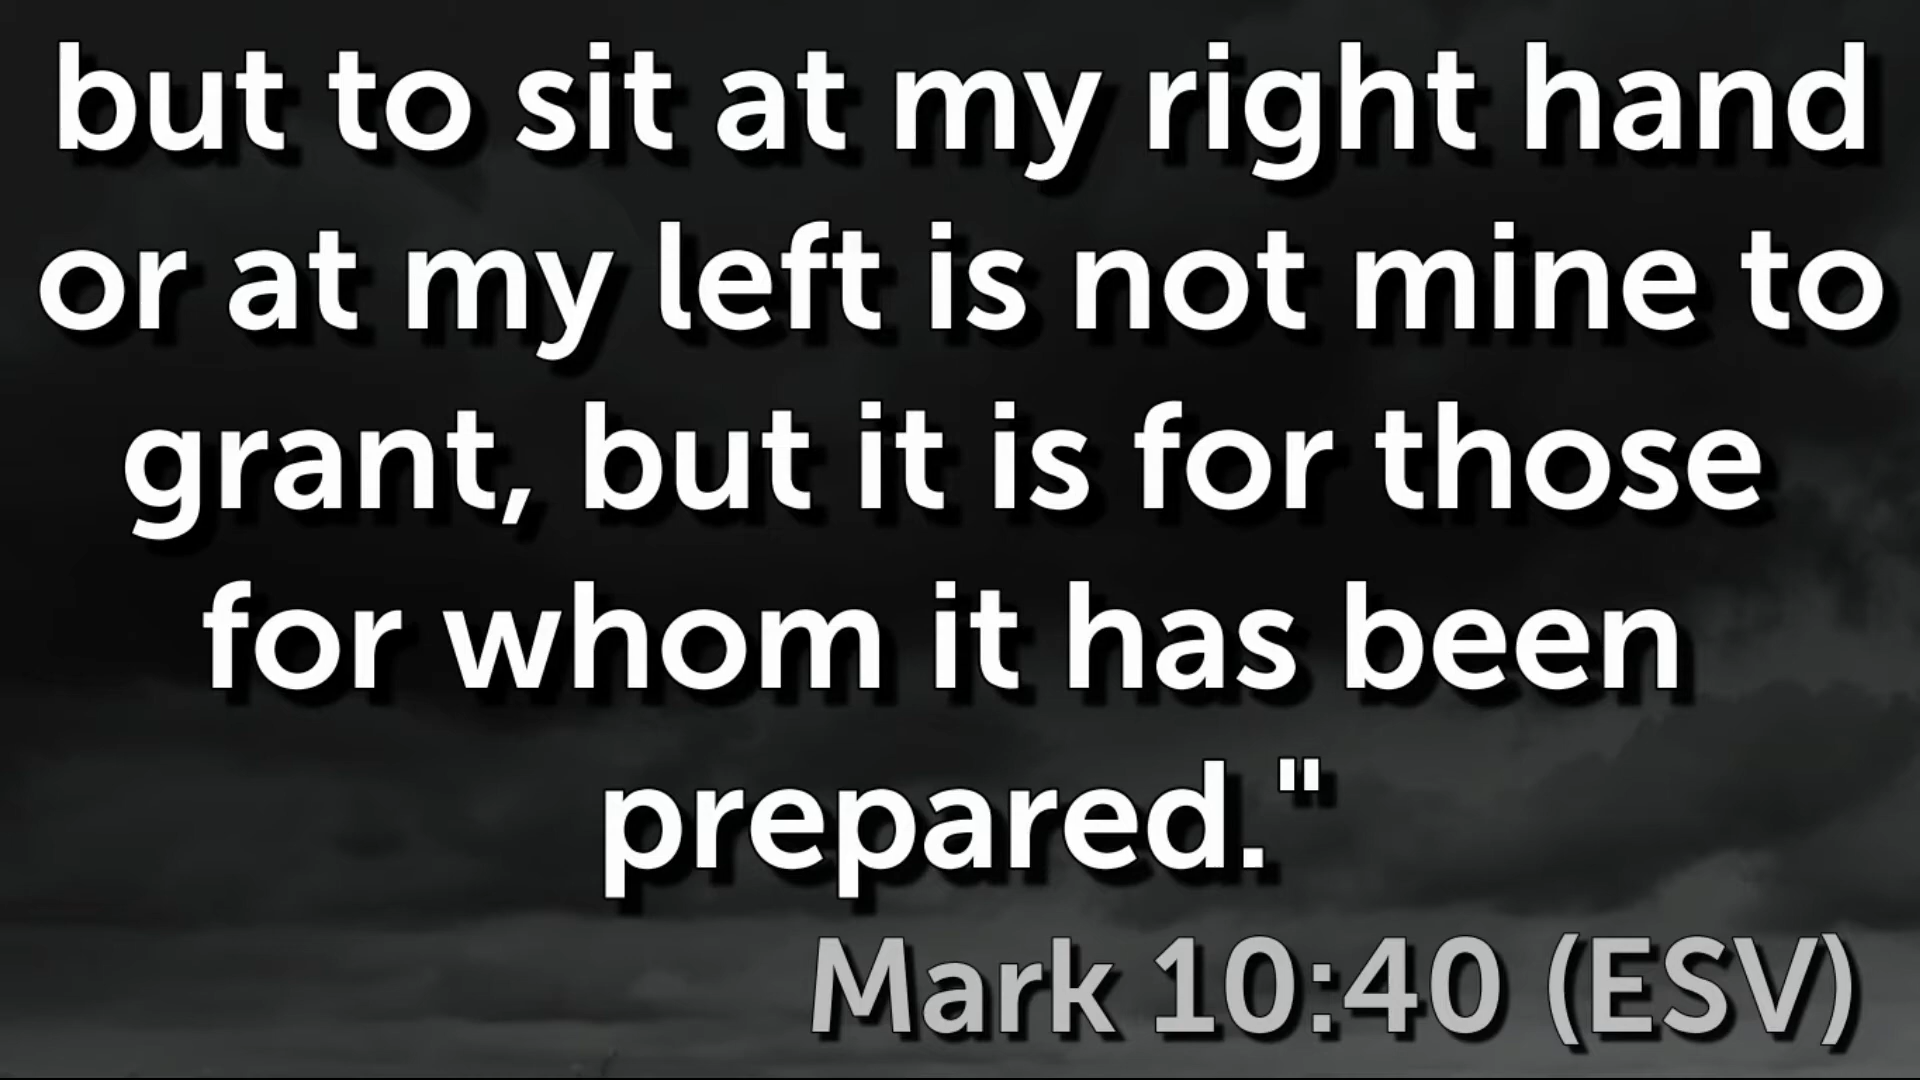 but to sit at my right hand
or at my left is not mine to
grant, but it is for those
for whom it has been
prepared."
Mark 10:40 (ESV)